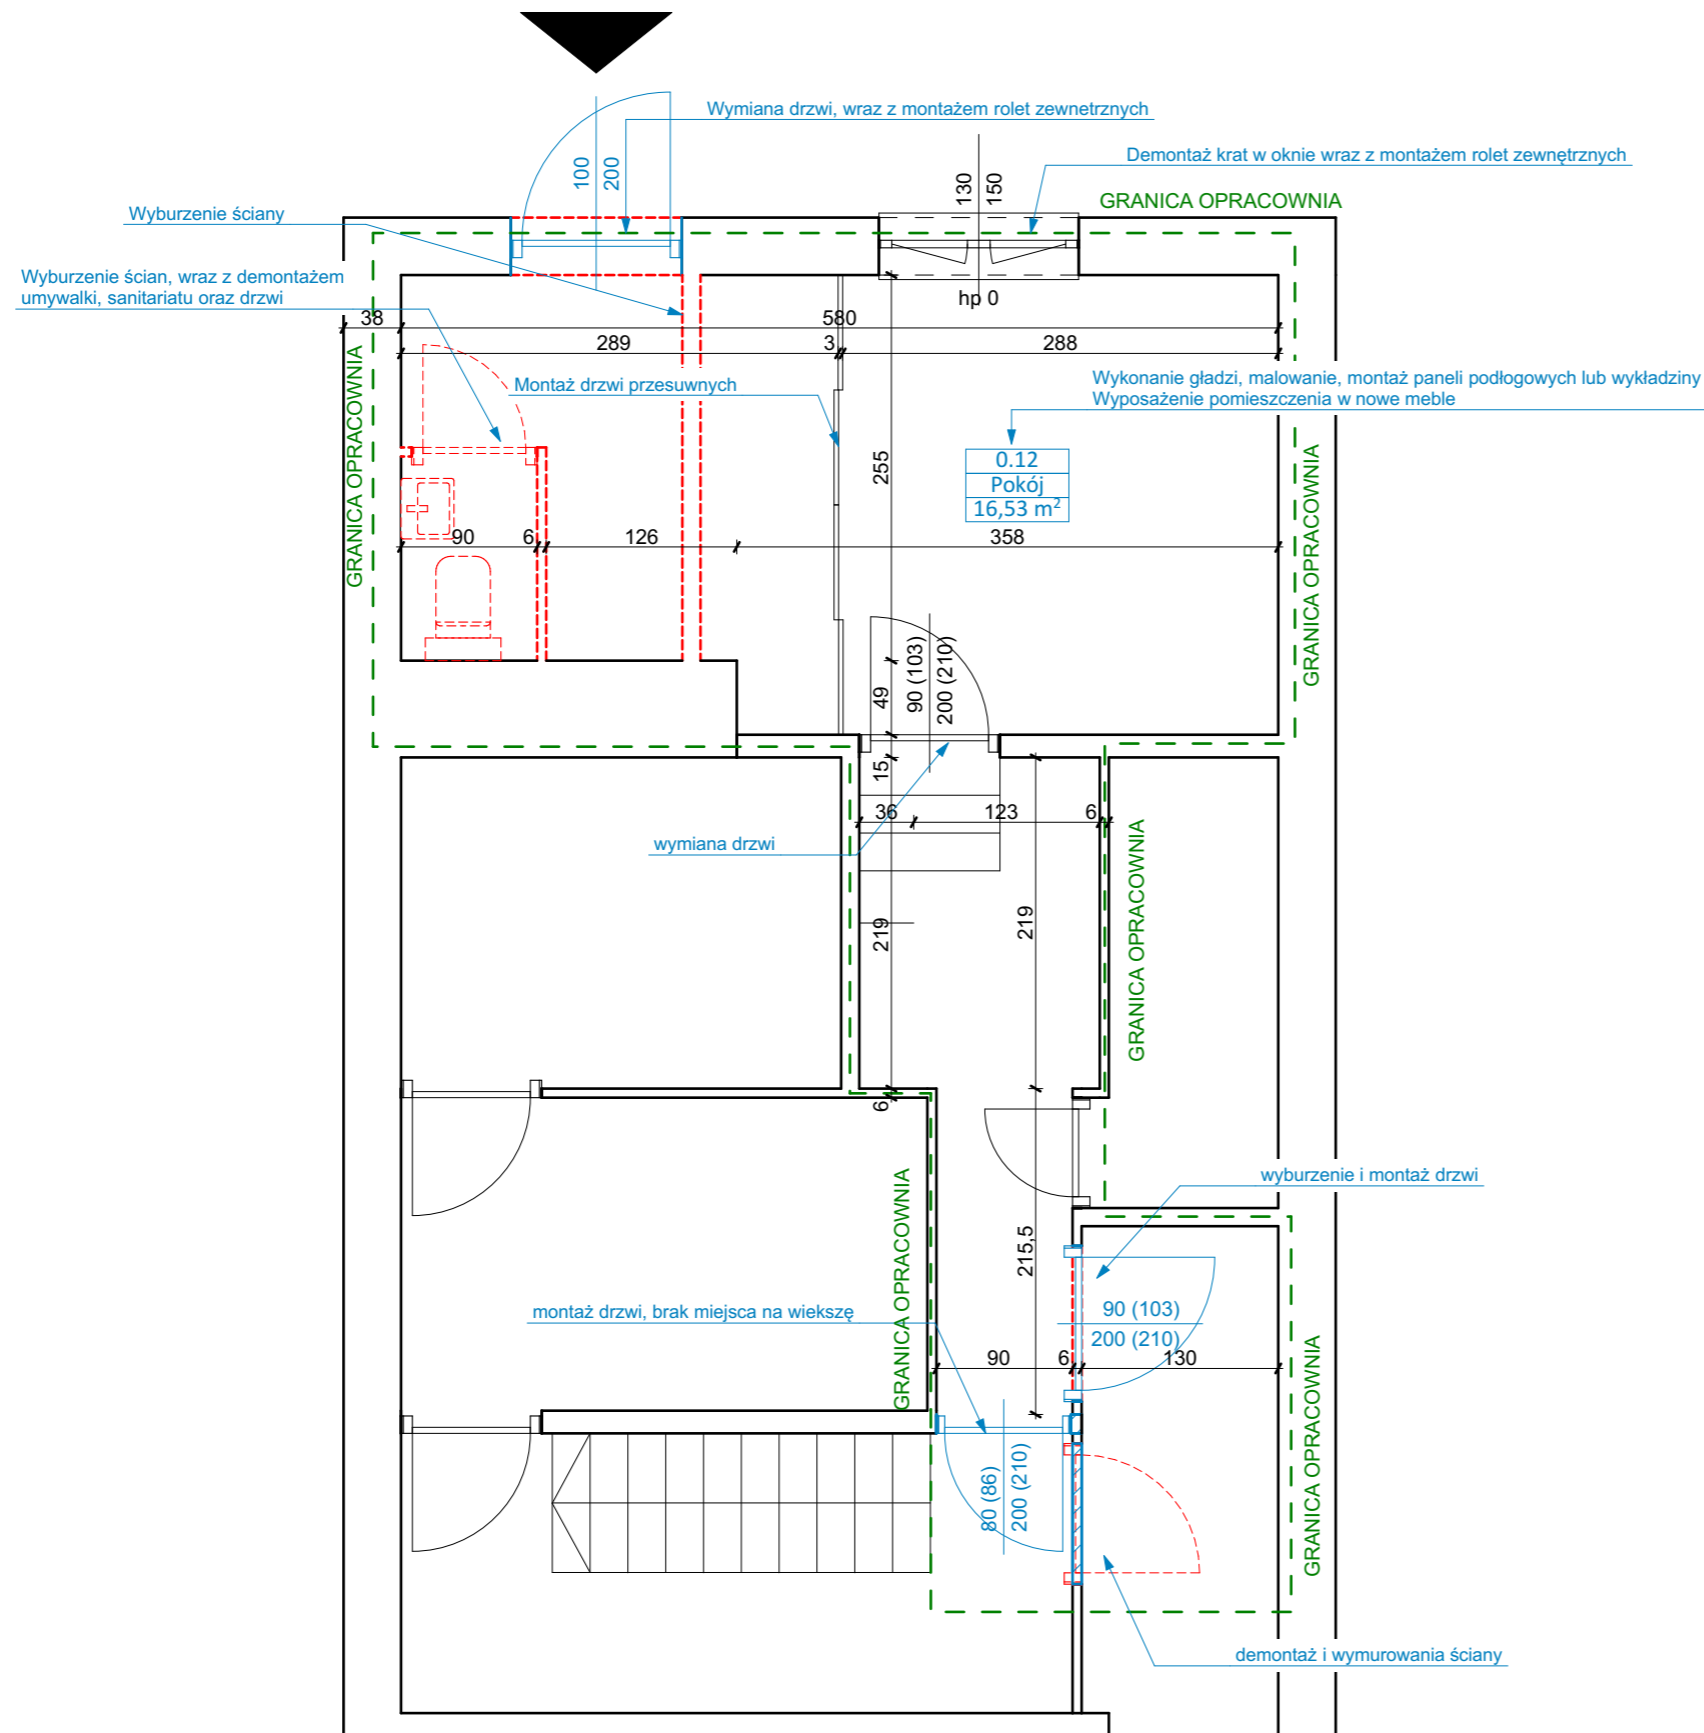 Wymiana drzwi, wraz z montażem rolet zewnetrznych
100
200
130
150
Demontaż krat w oknie wraz z montażem rolet zewnętrznych
GRANICA OPRACOWNIA
Wyburzenie ściany
Wyburzenie ścian, wraz z demontażem
umywalki, sanitariatu oraz drzwi
hp 0
38
580
289
3
288
Montaż drzwi przesuwnych
Wykonanie gładzi, malowanie, montaż paneli podłogowych lub wykładziny
Wyposażenie pomieszczenia w nowe meble
GRANICA OPRACOWNIA
255
0.12
Pokój
16,53 m²
GRANICA OPRACOWNIA
90
6
126
358
49
90 (103)
200 (210)
15
36
123
6
wymiana drzwi
219
219
GRANICA OPRACOWNIA
6
GRANICA OPRACOWNIA
wyburzenie i montaż drzwi
215,5
montaż drzwi, brak miejsca na wiekszę
90 (103)
200 (210)
90
6
130
GRANICA OPRACOWNIA
80 (86)
200 (210)
demontaż i wymurowania ściany